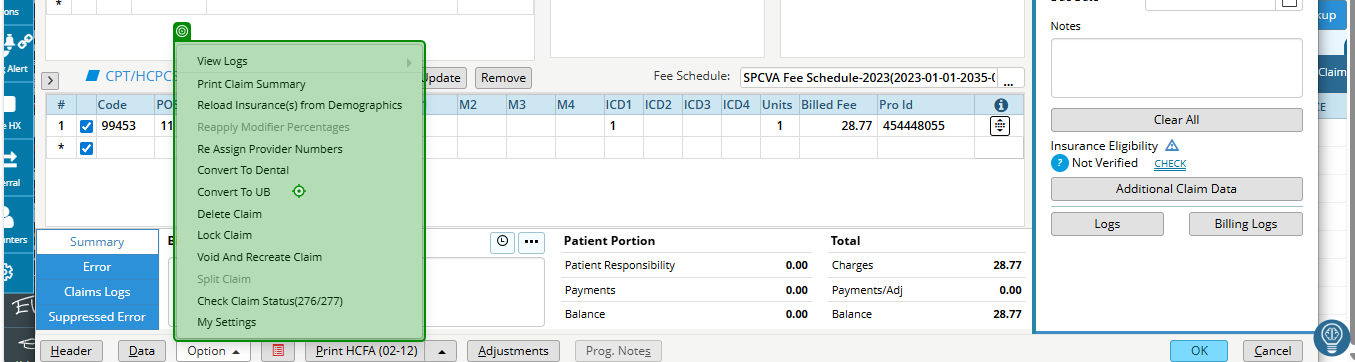 ons
Due Date
kup
Notes
View Logs
Alert
Print Claim Summary
CPT/HCPCS
Update
Remove
Fee Schedule:
SPCVA Fee Schedule-2023(2023-01-01-2035-0
...
Claim
Reload Insurance(s) from Demographics
# Code POS M2 M3 M4 ICD1 ICD2 ICD3 ICD4 Units Billed Fee Pro Id
e HX
Reapply Modifier Percentages
1 99453 11 1 1 28.77 454448055
Clear All
Re Assign Provider Numbers
*
Insurance Eligibility
Convert To Dental
? Not Verified CHECK
erral
Convert To UB
Additional Claim Data
Delete Claim
Logs
Billing Logs
Lock Claim
Summary
...
Patient Portion
Total
unters
Void And Recreate Claim
Error
Patient Responsibility 0.00
Charges 28.77
Split Claim
Claims Logs
Payments 0.00
Payments/Adj 0.00
Check Claim Status(276/277)
Suppressed Error
Balance 0.00
Balance 28.77
My Settings
Header
Data
Option
Print HCFA (02-12)
Adjustments
Prog. Notes
OK
Cancel